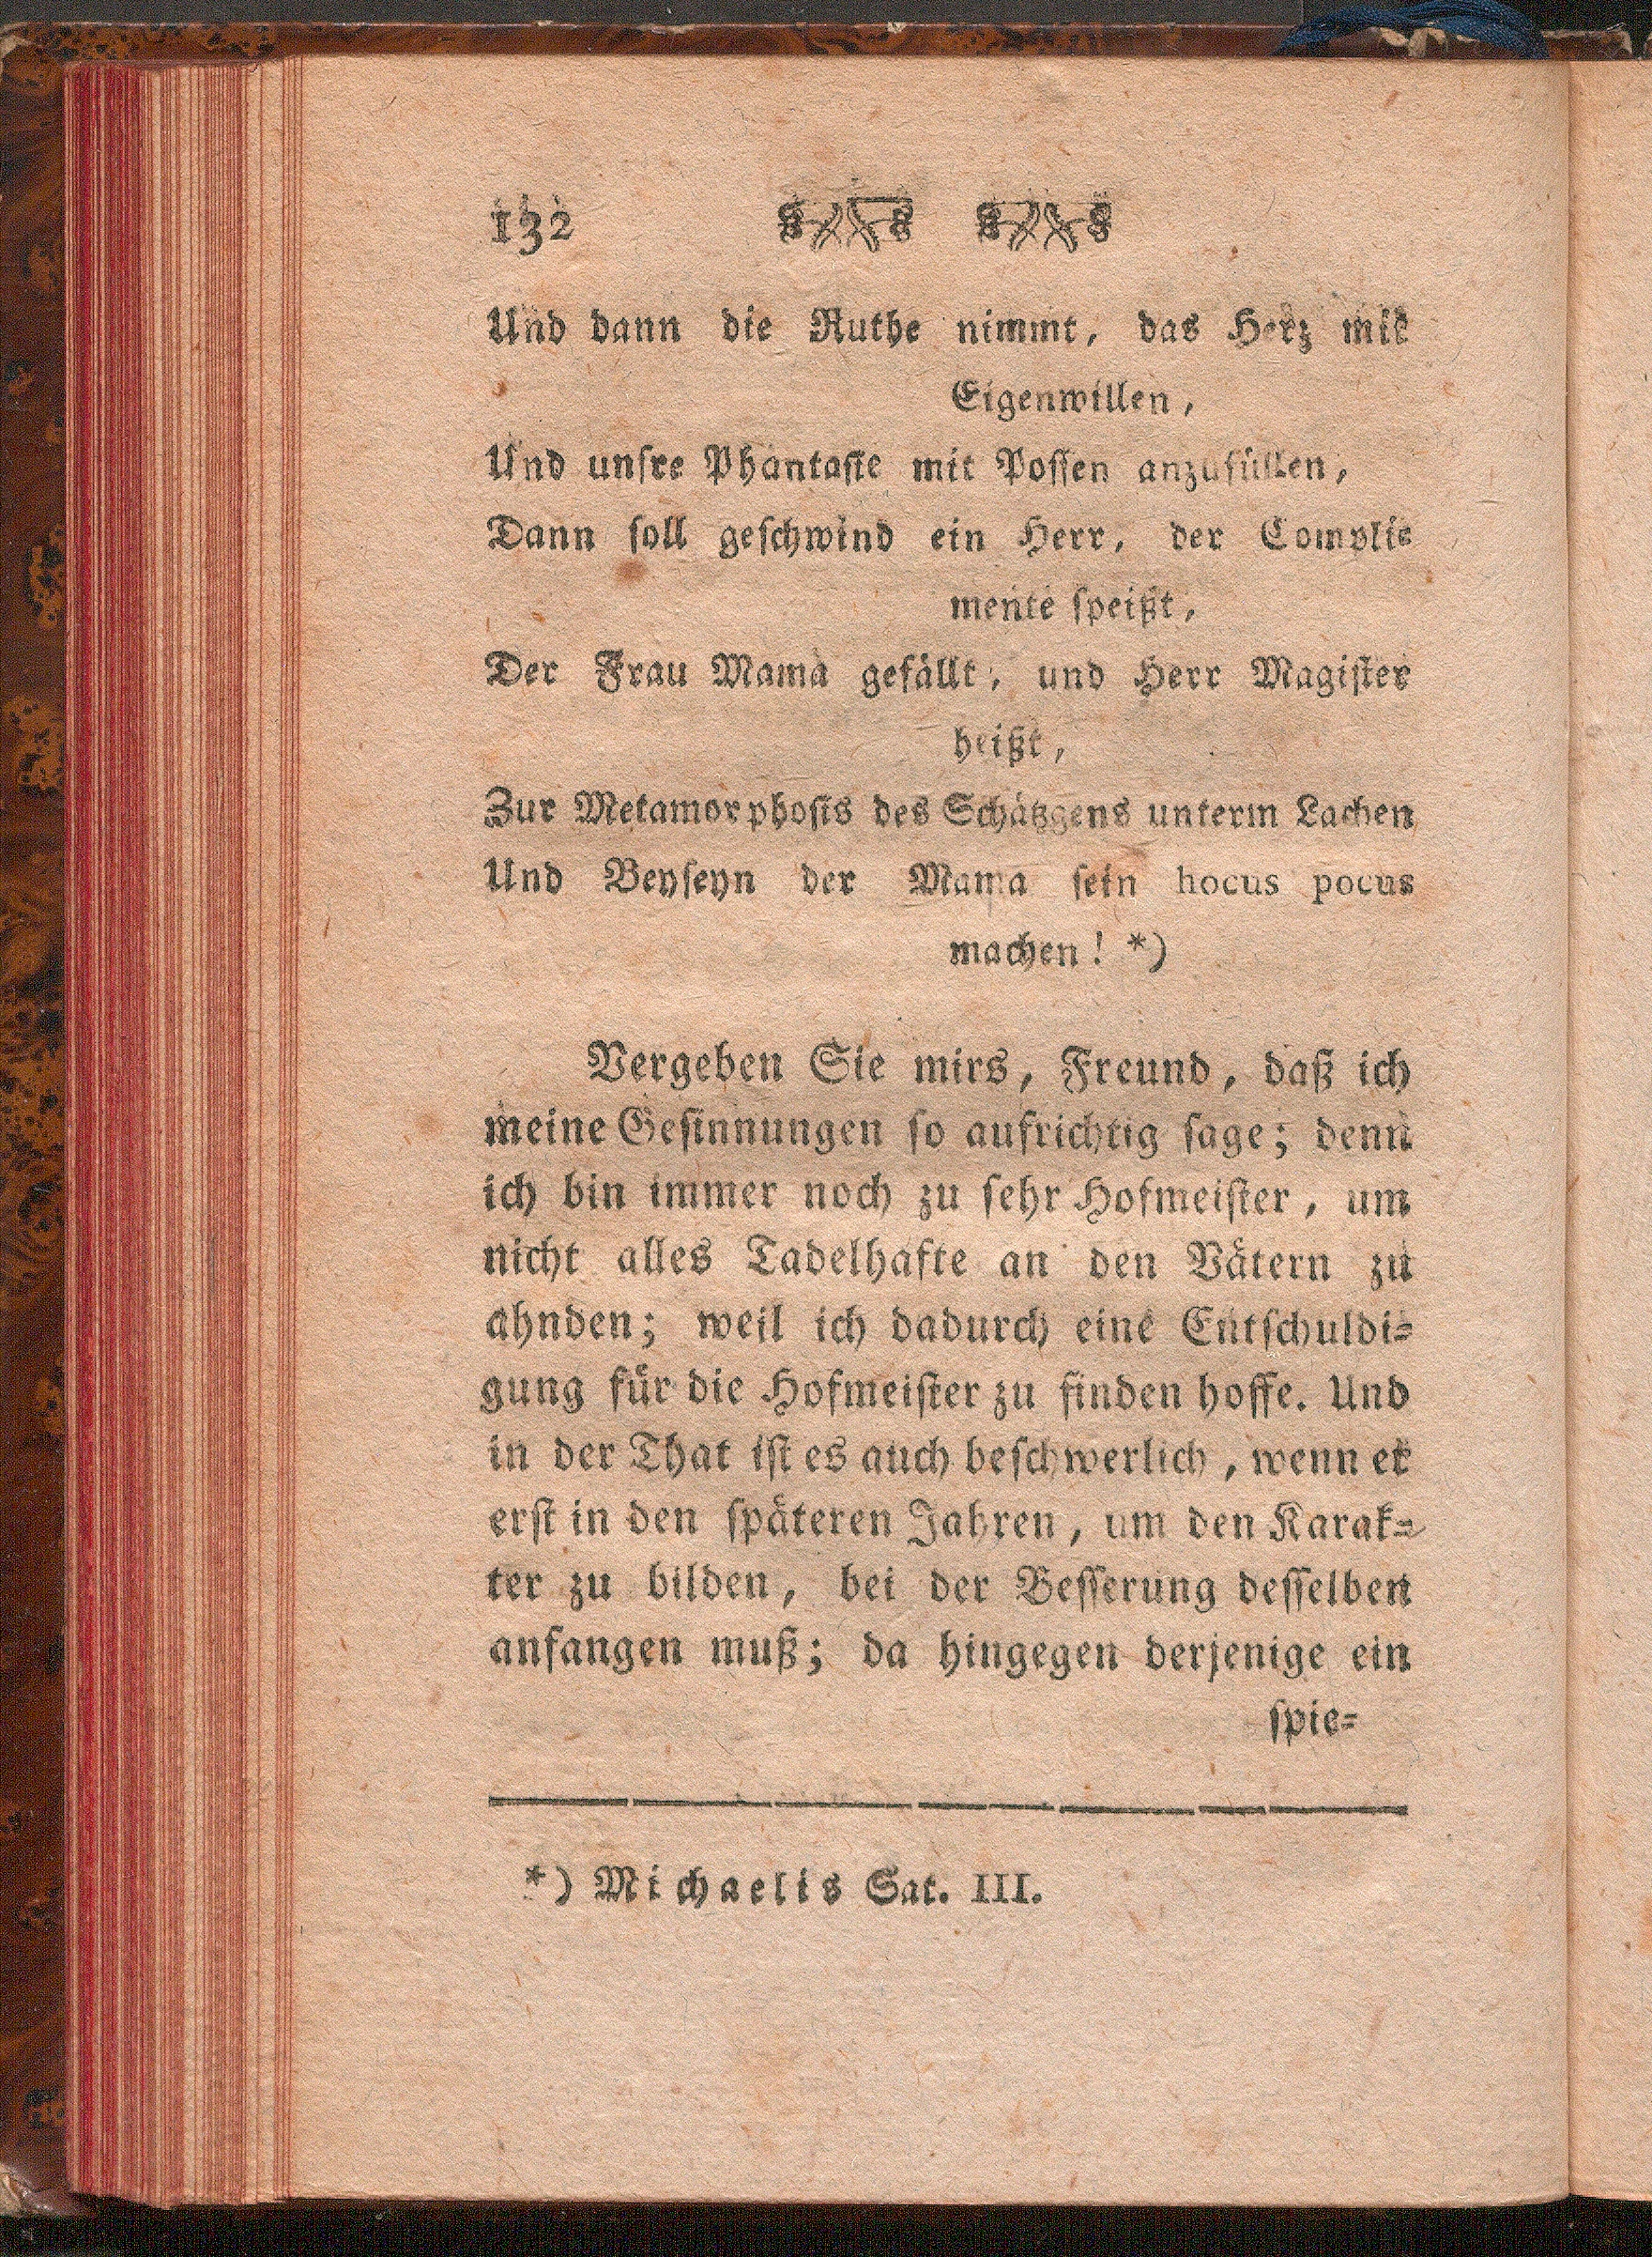 132
Und dann die Ruthe nimmt, das Herz mit
Eigenwillen,
Und unſre Phantaſie mit Poſſen anzufüllen,
Dann ſoll geſchwind ein Herr, der Compli⸗
mente ſpeißt,
Der Frau Mama gefällt, und Herr Magiſter
heißt,
Zur Metamorphoſis des Schätzgens unterm Lachen
Und Beyſeyn der Mama ſein hocus pocus
machen! *)
Vergeben Sie mirs, Freund, daß ich
meine Geſinnungen ſo aufrichtig ſage; denn
ich bin immer noch zu ſehr Hofmeiſter, um
nicht alles Tadelhafte an den Vätern zu
ahnden; weil ich dadurch eine Entſchuldi⸗
gung für die Hofmeiſter zu finden hoffe. Und
in der That iſt es auch beſchwerlich, wenn er
erſt in den ſpäteren Jahren, um den Karak⸗
ter zu bilden, bei der Beſſerung deſſelben
anfangen muß; da hingegen derjenige ein
ſpie⸗
*) Michaelis Sat. III.